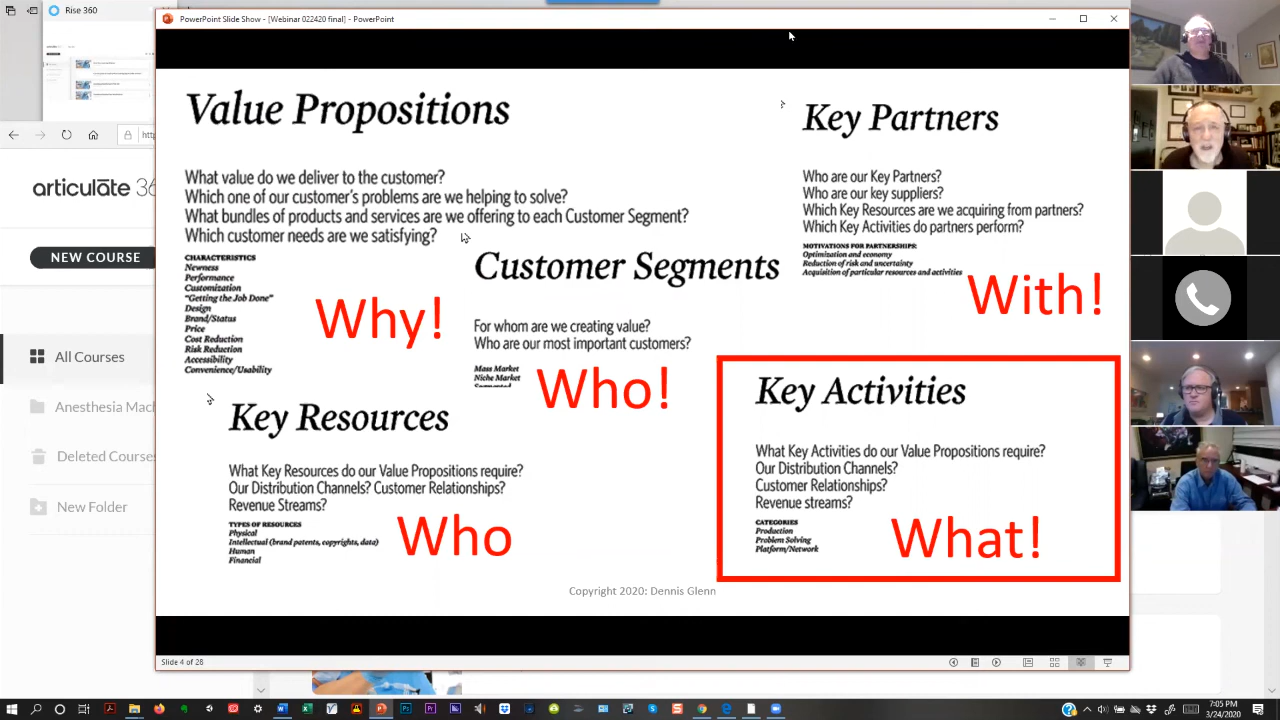 Rise 360
PowerPoint Slide Show - [Webinar 022420 final] - PowerPoint
Value Propositions
What value do we deliver to the customer?
Which one of our customer's problems are we helping to solve?
What bundles of products and services are we offering to each Customer Segment?
Which customer needs are we satisfying?
CHARACTERISTICS
Newness
Performance
Customization
"Getting the Job Done"
Design
Brand/Status
Price
Cost Reduction
Risk Reduction
Accessibility
Convenience/Usability
Why!
Customer Segments
For whom are we creating value?
Who are our most important customers?
Mass Market
Niche Market
Who!
Key Partners
Who are our Key Partners?
Who are our key suppliers?
Which Key Resources are we acquiring from partners?
Which Key Activities do partners perform?
MOTIVATIONS FOR PARTNERSHIPS:
Optimization and economy
Reduction of risk and uncertainty
Acquisition of particular resources and activities
With!
Key Resources
What Key Resources do our Value Propositions require?
Our Distribution Channels? Customer Relationships?
Revenue Streams?
TYPES OF RESOURCES
Physical
Intellectual (brand patents, copyrights, data)
Human
Financial
Who
Key Activities
What Key Activities do our Value Propositions require?
Our Distribution Channels?
Customer Relationships?
Revenue streams?
CATEGORIES
Production
Problem Solving
Platform/Network
What!
Copyright 2020: Dennis Glenn
Slide 4 of 28
htt
articulate 36
NEW COURSE
All Courses
Anesthesia Mach
Deleted Courses
New Folder
7:05 PM
3/24/2020